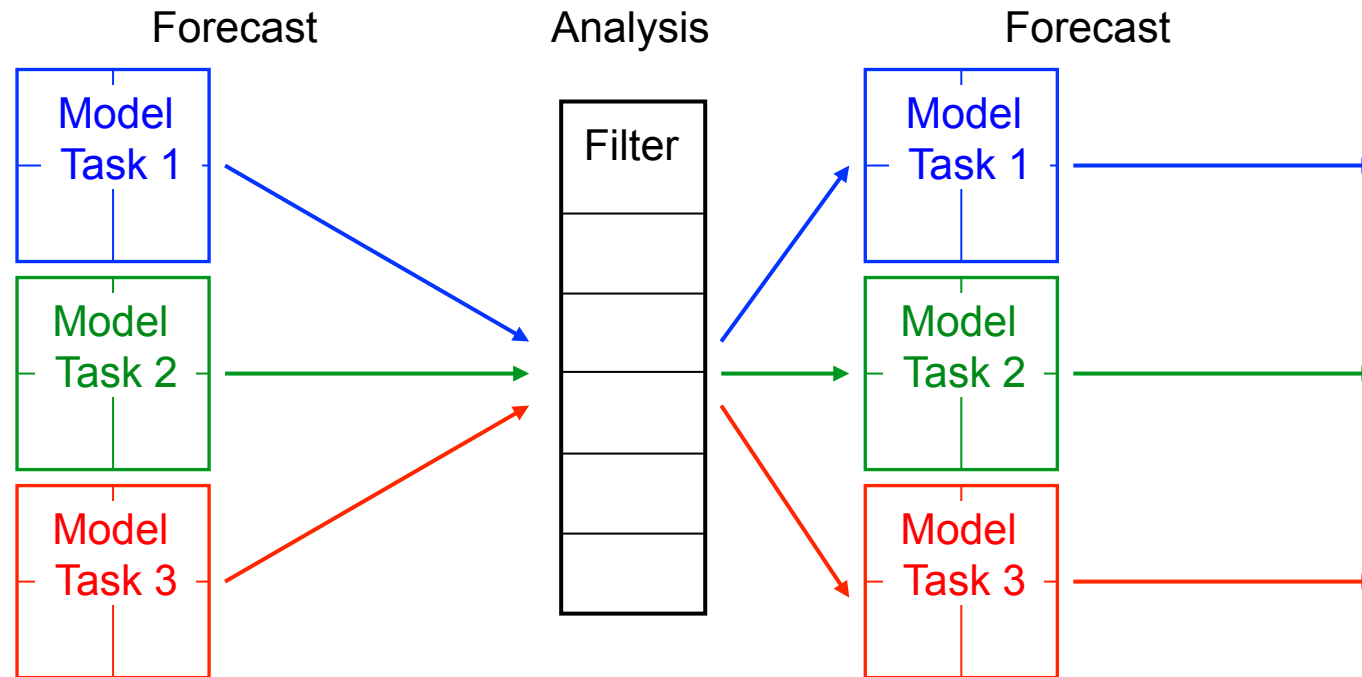 Forecast
Analysis
Forecast
Model
Task 1
Model
Task 2
Model
Task 3
Filter
Model
Task 1
Model
Task 2
Model
Task 3